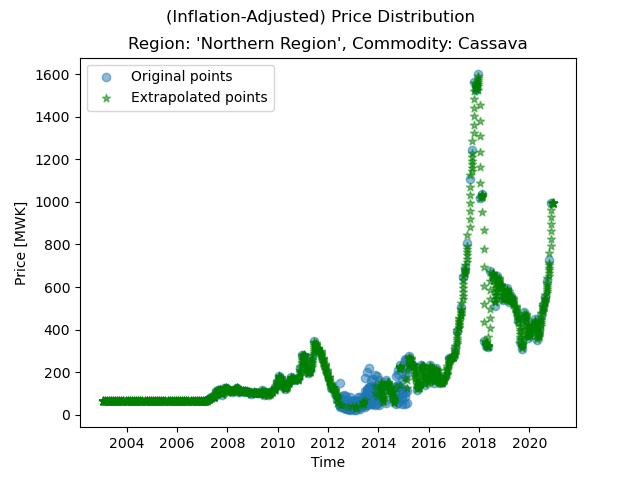 (Inflation-Adjusted) Price Distribution
Region: 'Northern Region', Commodity: Cassava
Original points
Extrapolated points
1600
1400
1200
1000
800
600
400
200
0
Price [MWK]
2004 2006 2008 2010 2012 2014 2016 2018 2020
Time